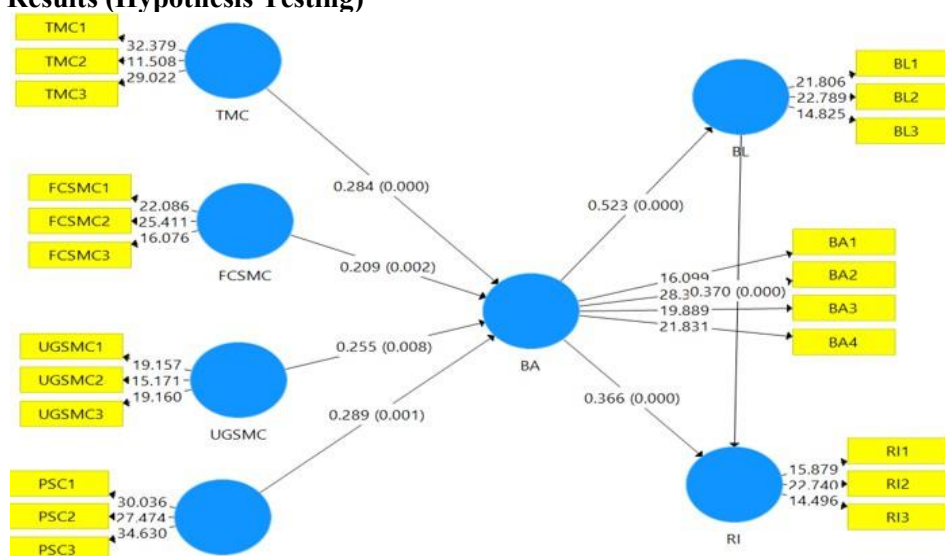 Results (Hypothesis Testing)
TMC1
TMC2
TMC3
32.379
11.508
29.022
TMC
FCSMC1
FCSMC2
FCSMC3
22.086
25.411
16.076
FCSMC
UGSMC1
UGSMC2
UGSMC3
19.157
15.171
19.160
UGSMC
PSC1
PSC2
PSC3
30.036
27.474
34.630
0.284 (0.000)
0.209 (0.002)
0.255 (0.008)
0.289 (0.001)
BA
0.523 (0.000)
0.366 (0.000)
0.370 (0.000)
BL
21.806
22.789
14.825
BL1
BL2
BL3
16.099
19.889
21.831
BA1
BA2
BA3
BA4
RI
15.879
22.740
14.496
RI1
RI2
RI3